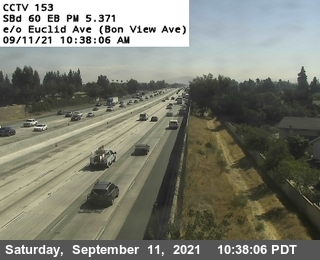 CCTV 153
SBd 60 EB PM 5.371
e/o Euclid Ave (Bon View Ave)
09/11/21 10:38:06 AM
Saturday, September 11, 2021 10:38:06 PDT